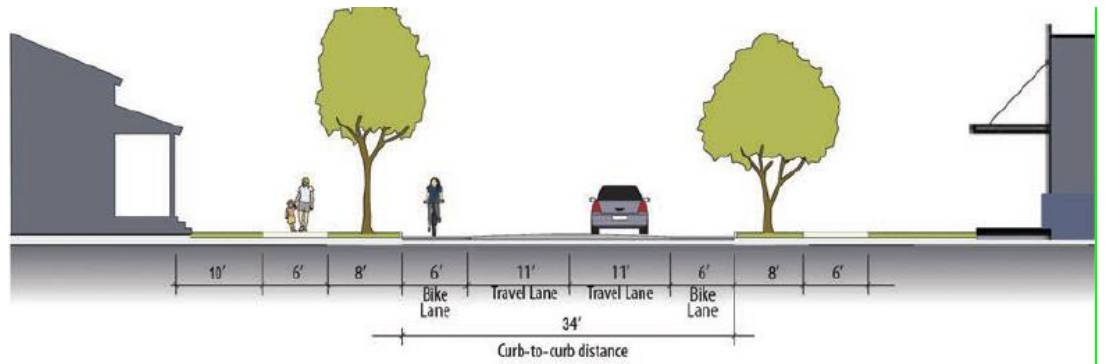 10' 6' 8' 6' 11' 11' 6' 8' 6'
Bike Lane Travel Lane Travel Lane Bike Lane
34'
Curb-to-curb distance